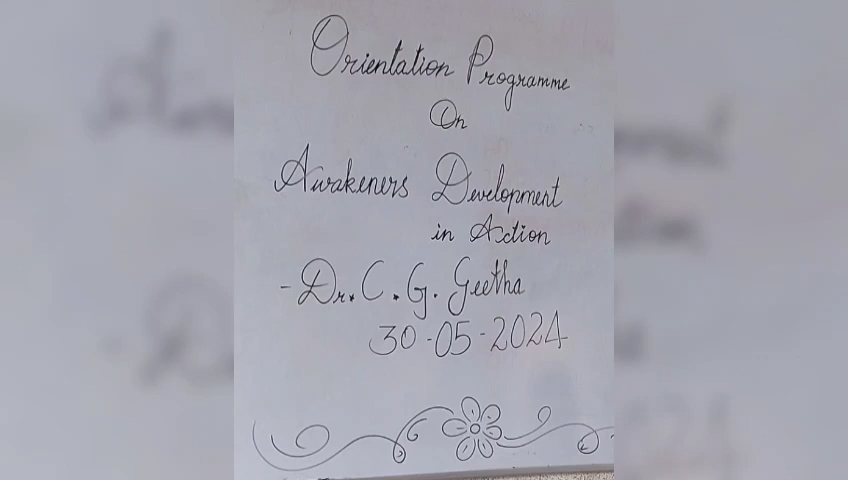 Orientation Programme
On
Awakeners Development
in Action
- Dr. C. G. Geetha
30-05-2024